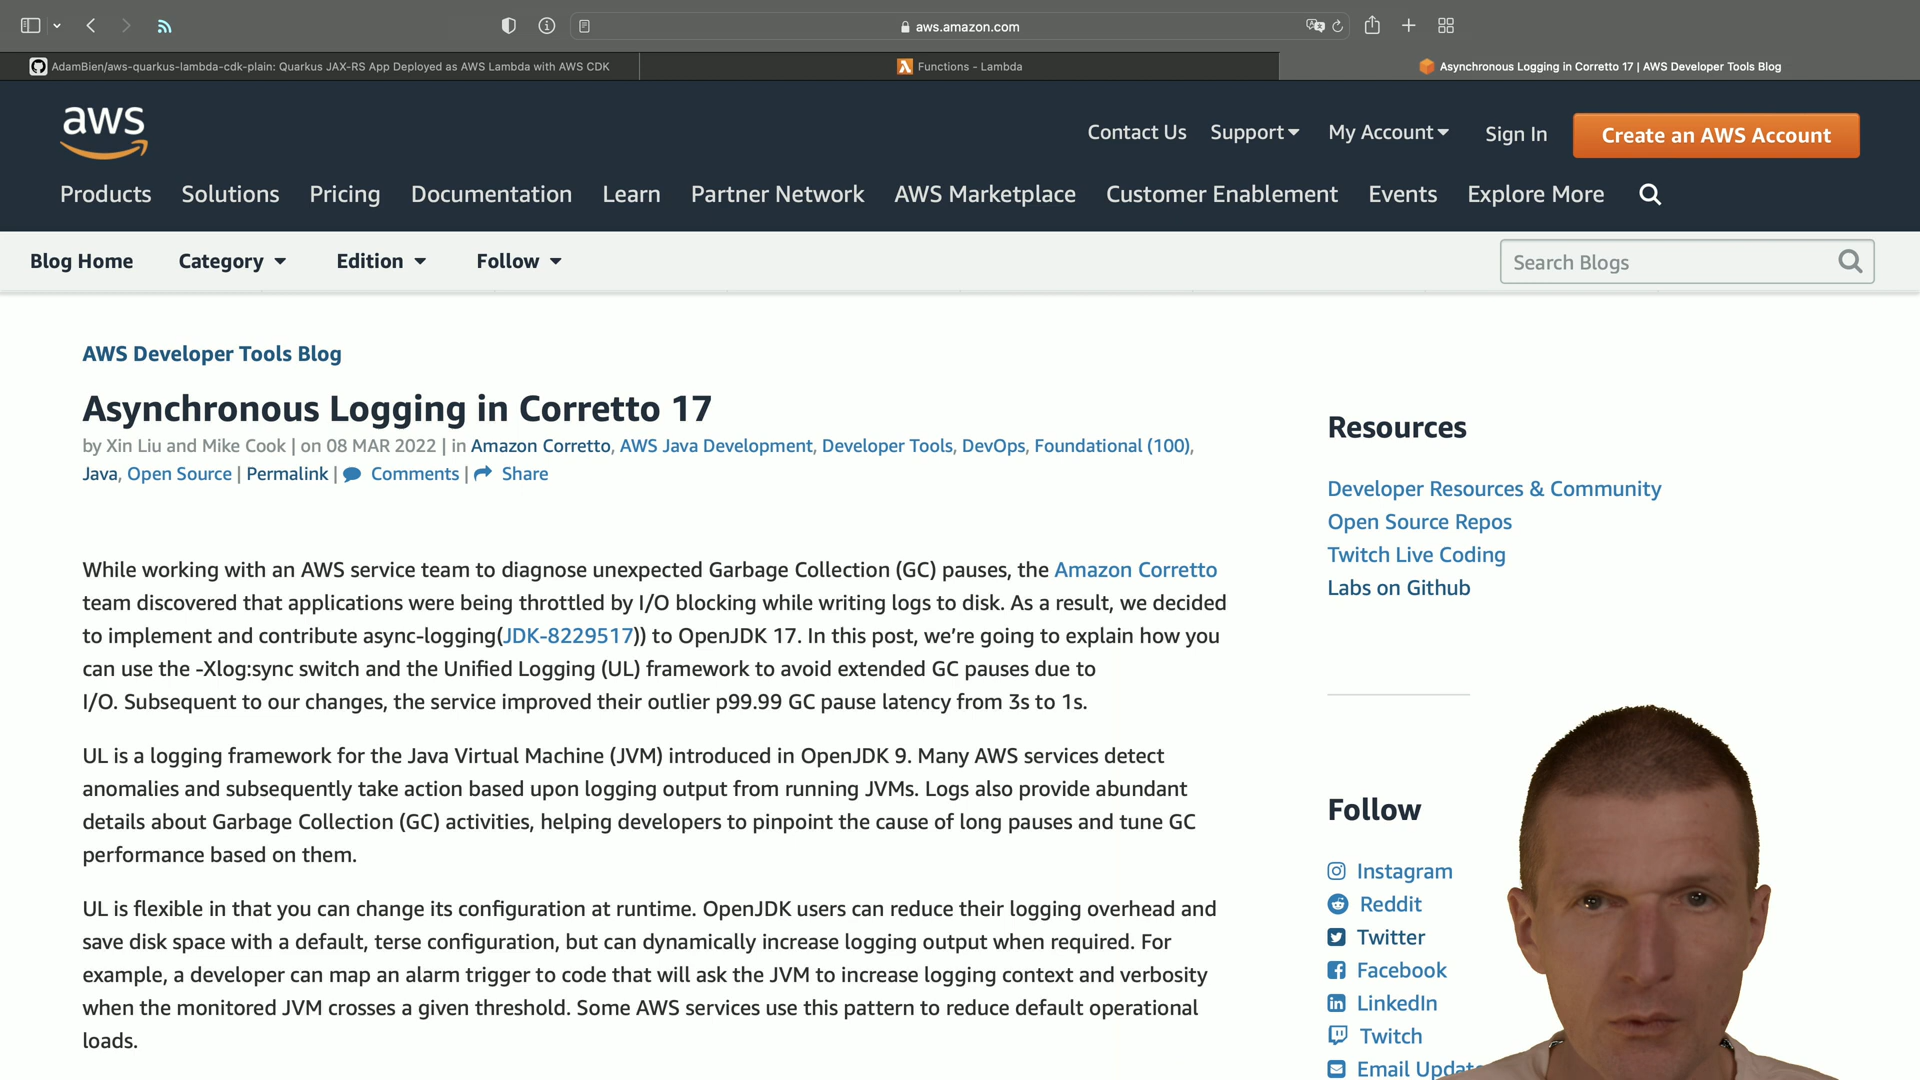 aws.amazon.com
AdamBien/aws-quarkus-lambda-cdk-plain: Quarkus JAX-RS App Deployed as AWS Lambda with AWS CDK
Functions - Lambda
Asynchronous Logging in Corretto 17 | AWS Developer Tools Blog
aws
Contact Us Support My Account Sign In Create an AWS Account
Products Solutions Pricing Documentation Learn Partner Network AWS Marketplace Customer Enablement Events Explore More
Blog Home Category Edition Follow Search Blogs
AWS Developer Tools Blog
Asynchronous Logging in Corretto 17
by Xin Liu and Mike Cook | on 08 MAR 2022 | in Amazon Corretto, AWS Java Development, Developer Tools, DevOps, Foundational (100),
Java, Open Source | Permalink | Comments | Share
While working with an AWS service team to diagnose unexpected Garbage Collection (GC) pauses, the Amazon Corretto
team discovered that applications were being throttled by I/O blocking while writing logs to disk. As a result, we decided
to implement and contribute async-logging(JDK-8229517)) to OpenJDK 17. In this post, we're going to explain how you
can use the -Xlog:sync switch and the Unified Logging (UL) framework to avoid extended GC pauses due to
I/O. Subsequent to our changes, the service improved their outlier p99.99 GC pause latency from 3s to 1s.
UL is a logging framework for the Java Virtual Machine (JVM) introduced in OpenJDK 9. Many AWS services detect
anomalies and subsequently take action based upon logging output from running JVMs. Logs also provide abundant
details about Garbage Collection (GC) activities, helping developers to pinpoint the cause of long pauses and tune GC
performance based on them.
UL is flexible in that you can change its configuration at runtime. OpenJDK users can reduce their logging overhead and
save disk space with a default, terse configuration, but can dynamically increase logging output when required. For
example, a developer can map an alarm trigger to code that will ask the JVM to increase logging context and verbosity
when the monitored JVM crosses a given threshold. Some AWS services use this pattern to reduce default operational
loads.
Resources
Developer Resources & Community
Open Source Repos
Twitch Live Coding
Labs on Github
Follow
Instagram
Reddit
Twitter
Facebook
LinkedIn
Twitch
Email